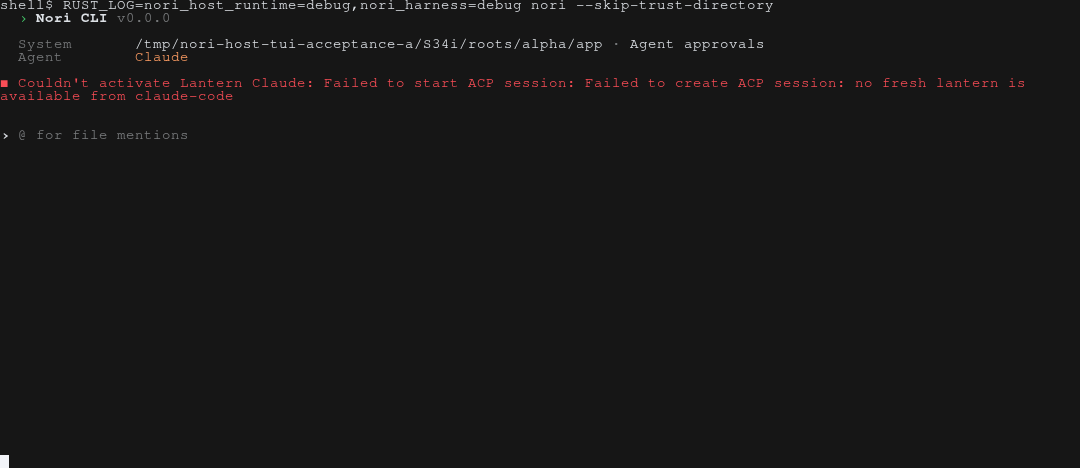 shell$ RUST_LOG=nori_host_runtime=debug,nori_harness=debug nori --skip-trust-directory
› Nori CLI v0.0.0
System /tmp/nori-host-tui-acceptance-a/S34i/roots/alpha/app · Agent approvals
Agent Claude
■ Couldn't activate Lantern Claude: Failed to start ACP session: Failed to create ACP session: no fresh lantern is
available from claude-code
› @ for file mentions